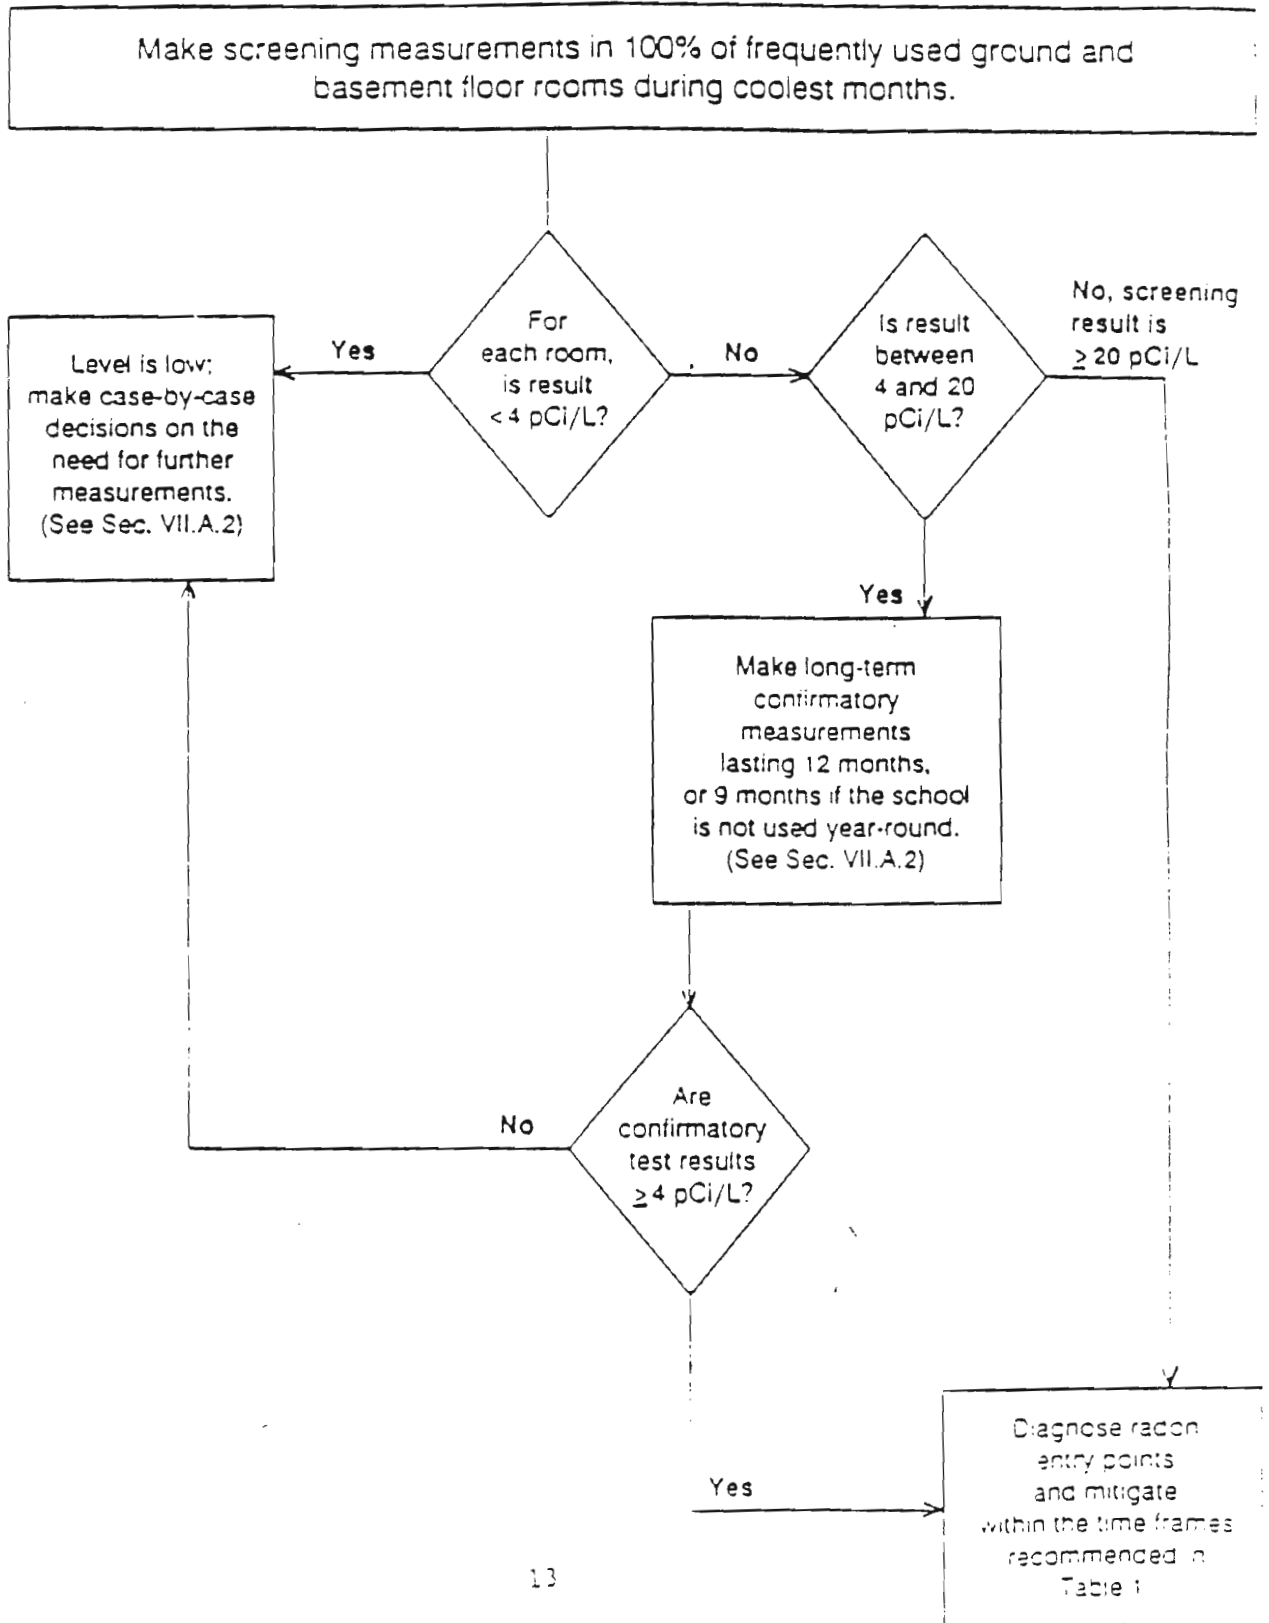 Make screening measurements in 100% of frequently used ground and
basement floor rooms during coolest months.
For
each room,
is result
< 4 pCi/L?
Yes
Level is low;
make case-by-case
decisions on the
need for further
measurements.
(See Sec. VII.A.2)
No
Is result
between
4 and 20
pCi/L?
No, screening
result is
≥ 20 pCi/L
Yes
Make long-term
confirmatory
measurements
lasting 12 months,
or 9 months if the school
is not used year-round.
(See Sec. VII.A.2)
Are
confirmatory
test results
≥ 4 pCi/L?
No
Yes
Diagnose radon
entry points
and mitigate
within the time frames
recommended in
Table 1
13